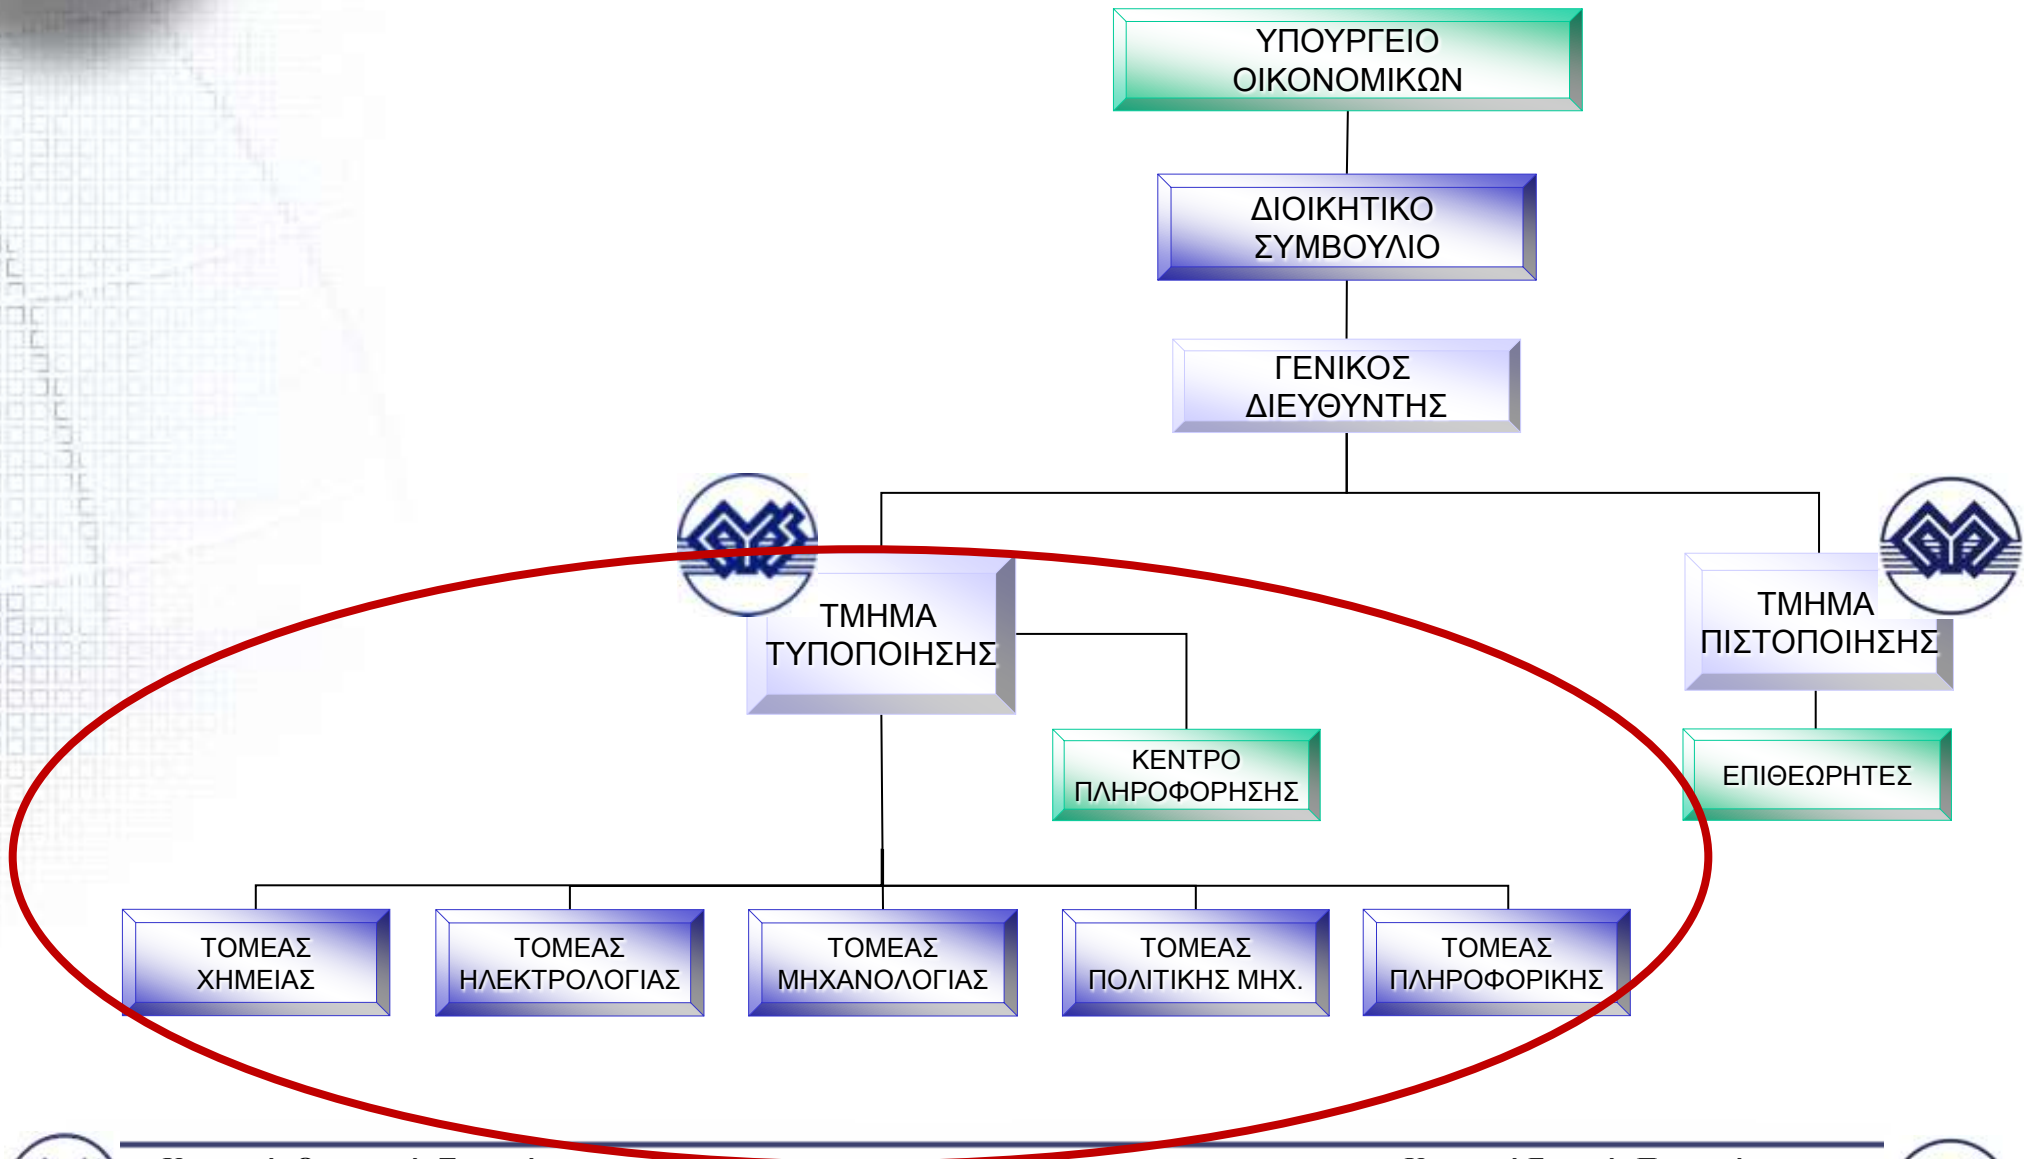 ΥΠΟΥΡΓΕΙΟ
ΟΙΚΟΝΟΜΙΚΩΝ
ΔΙΟΙΚΗΤΙΚΟ
ΣΥΜΒΟΥΛΙΟ
ΓΕΝΙΚΟΣ
ΔΙΕΥΘΥΝΤΗΣ
ΤΜΗΜΑ
ΤΥΠΟΠΟΙΗΣΗΣ
ΤΜΗΜΑ
ΠΙΣΤΟΠΟΙΗΣΗΣ
ΚΕΝΤΡΟ
ΠΛΗΡΟΦΟΡΗΣΗΣ
ΕΠΙΘΕΩΡΗΤΕΣ
ΤΟΜΕΑΣ
ΧΗΜΕΙΑΣ
ΤΟΜΕΑΣ
ΗΛΕΚΤΡΟΛΟΓΙΑΣ
ΤΟΜΕΑΣ
ΜΗΧΑΝΟΛΟΓΙΑΣ
ΤΟΜΕΑΣ
ΠΟΛΙΤΙΚΗΣ ΜΗΧ.
ΤΟΜΕΑΣ
ΠΛΗΡΟΦΟΡΙΚΗΣ